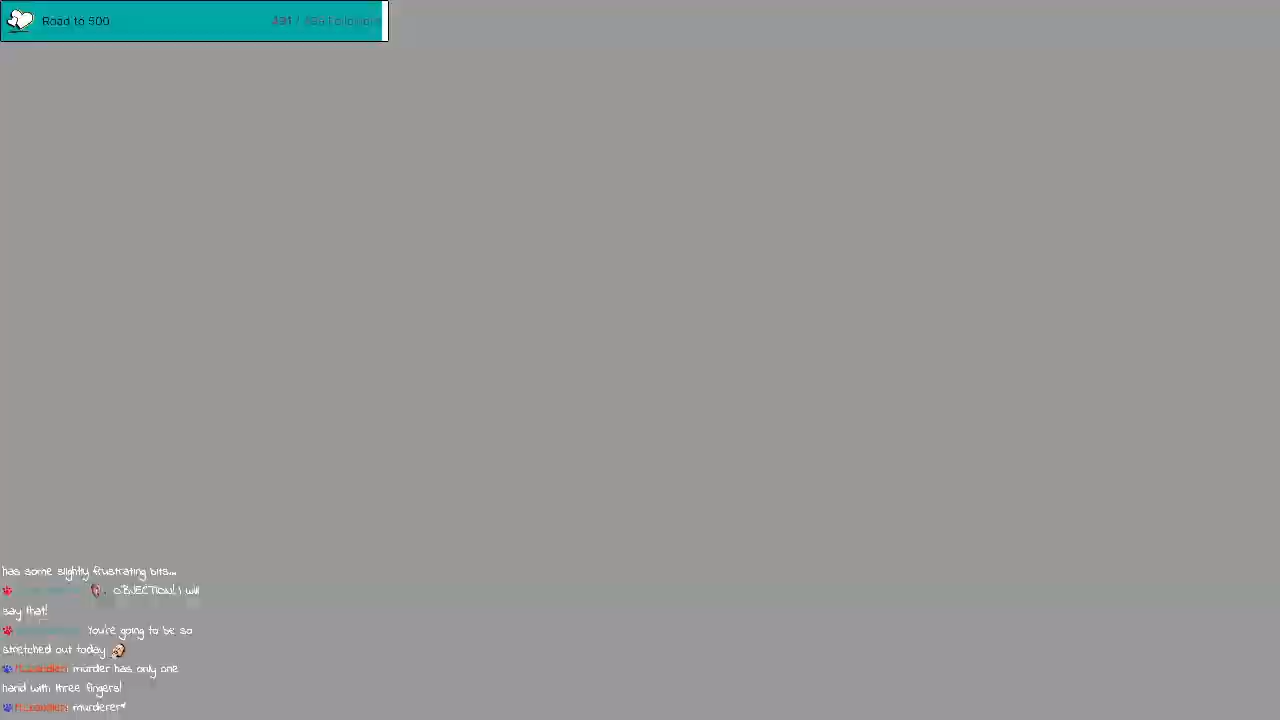 Road to 500
has some slightly frustrating bits...
OBJECTION! I will
say that!
You're going to be so
stretched out today
murder has only one
hand with three fingers!
murderer*